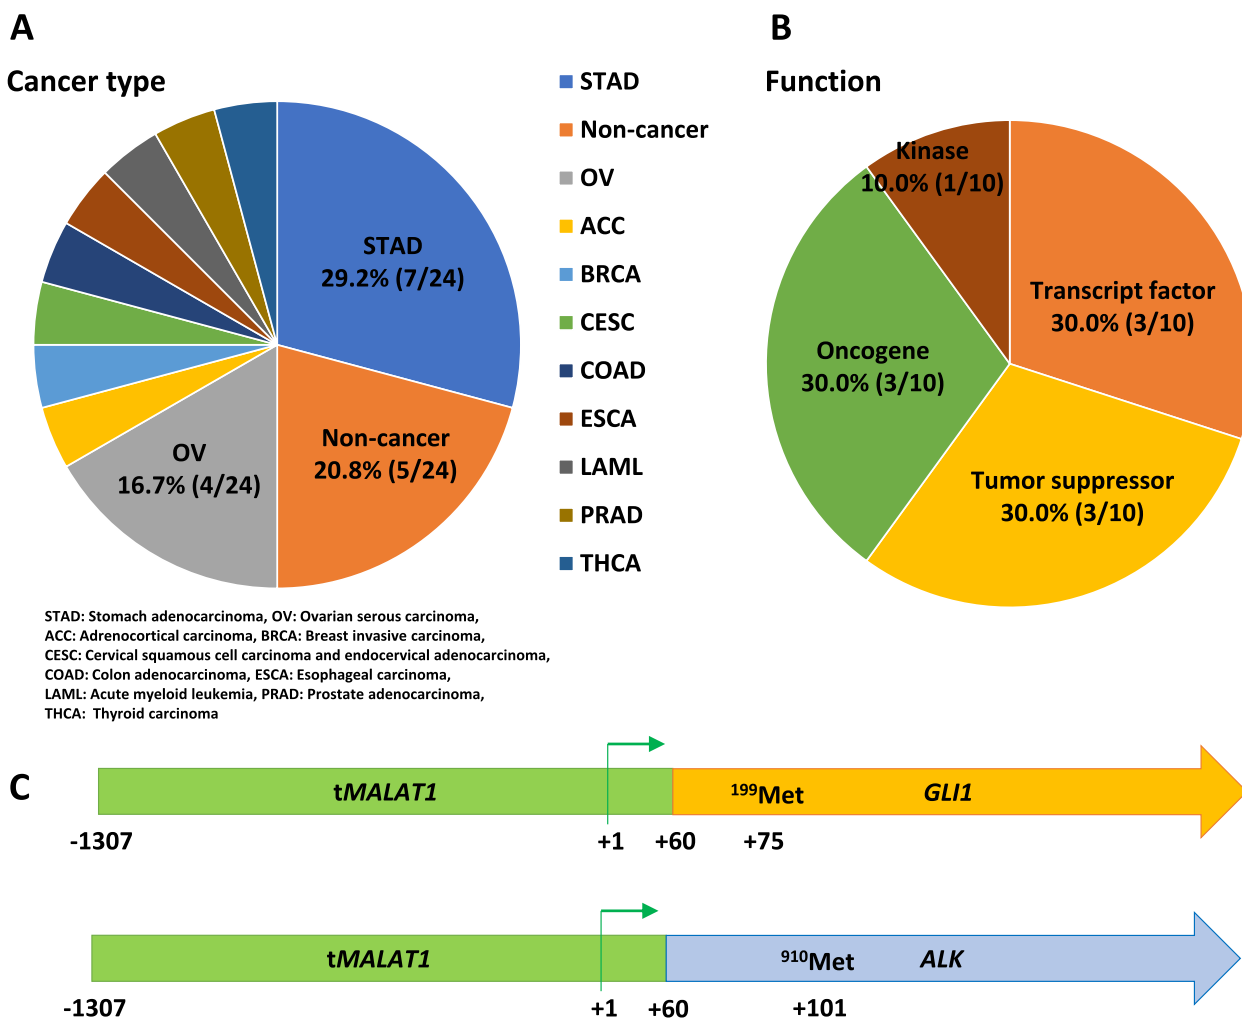 A
Cancer type
STAD
29.2% (7/24)
Non-cancer
20.8% (5/24)
OV
16.7% (4/24)
STAD
Non-cancer
OV
ACC
BRCA
CESC
COAD
ESCA
LAML
PRAD
THCA
STAD: Stomach adenocarcinoma, OV: Ovarian serous carcinoma,
ACC: Adrenocortical carcinoma, BRCA: Breast invasive carcinoma,
CESC: Cervical squamous cell carcinoma and endocervical adenocarcinoma,
COAD: Colon adenocarcinoma, ESCA: Esophageal carcinoma,
LAML: Acute myeloid leukemia, PRAD: Prostate adenocarcinoma,
THCA: Thyroid carcinoma
B
Function
Kinase
10.0% (1/10)
Transcript factor
30.0% (3/10)
Oncogene
30.0% (3/10)
Tumor suppressor
30.0% (3/10)
C
tMALAT1 ¹⁹⁹Met GLI1
-1307 +1 +60 +75
tMALAT1 ⁹¹⁰Met ALK
-1307 +1 +60 +101